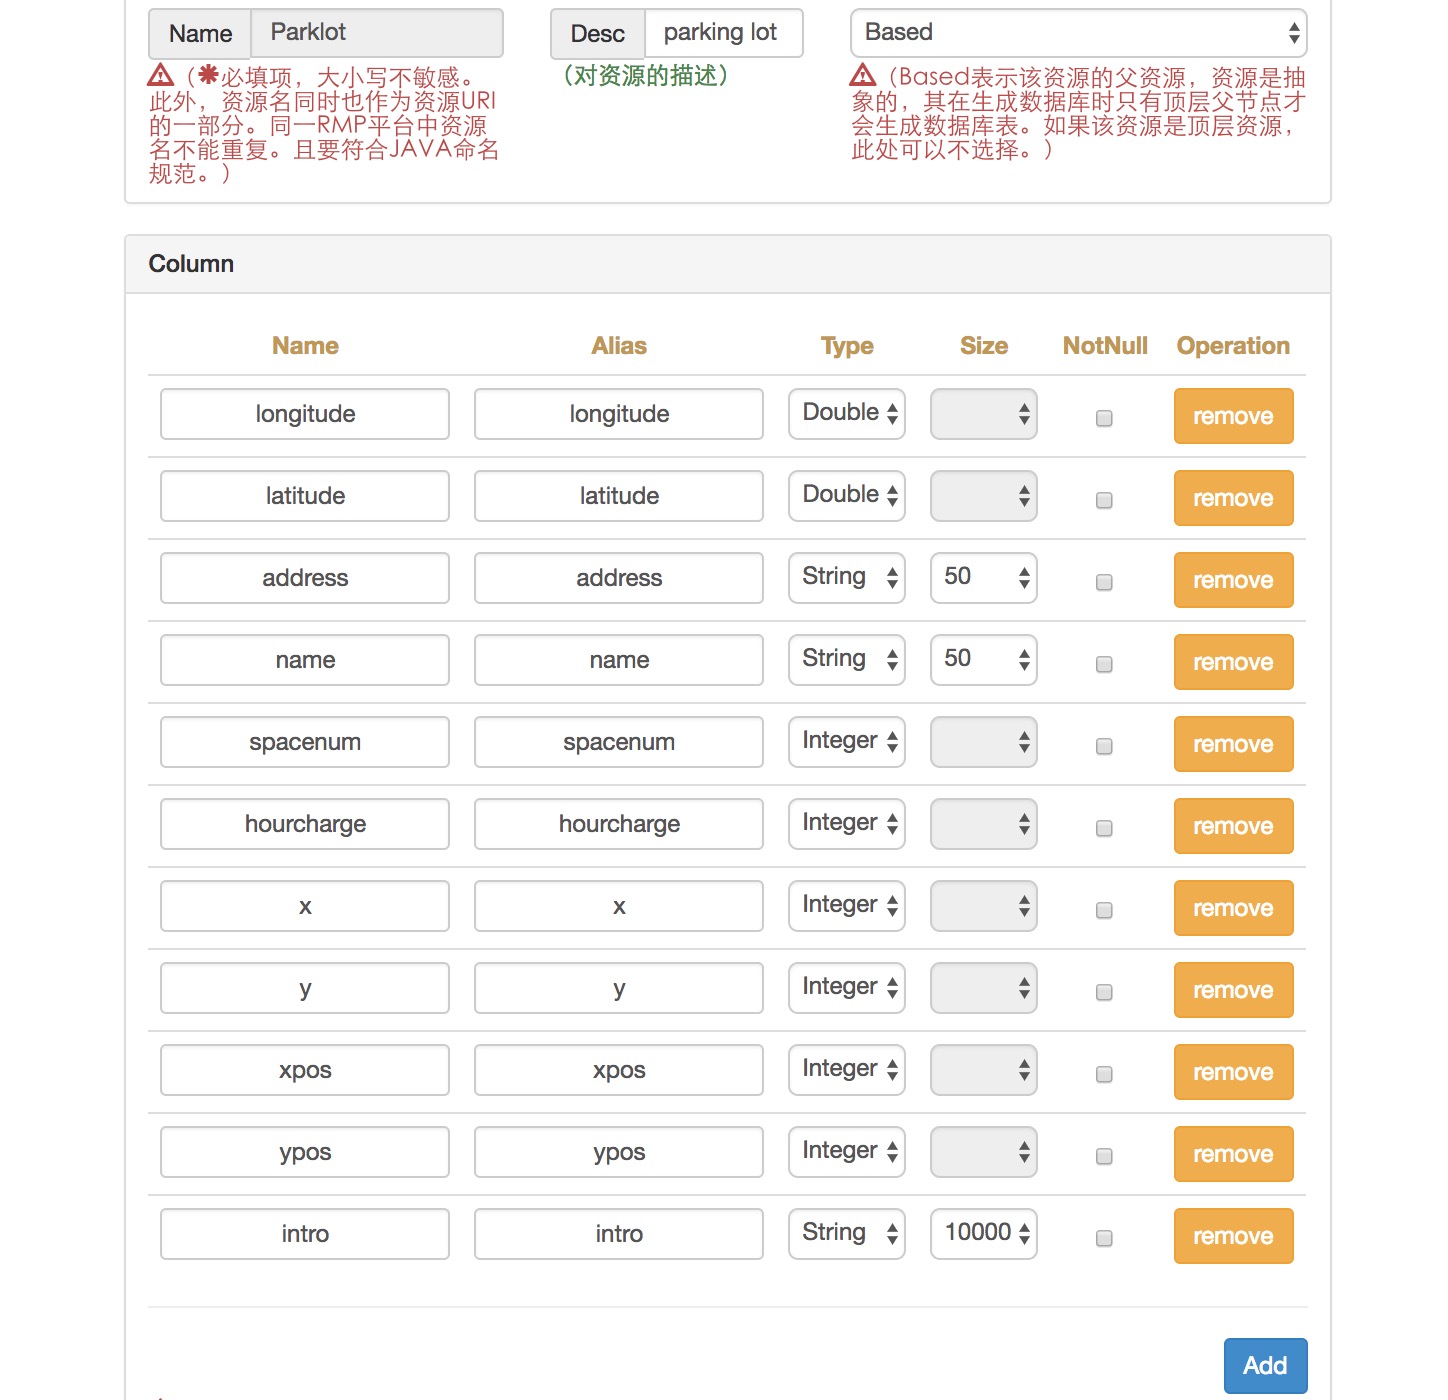 Name Parklot Desc parking lot Based
（✱必填项，大小写不敏感。
此外，资源名同时也作为资源URI
的一部分。同一RMP平台中资源
名不能重复。且要符合JAVA命名
规范。）
（对资源的描述）
（Based表示该资源的父资源，资源是抽
象的，其在生成数据库时只有顶层父节点才
会生成数据库表。如果该资源是顶层资源，
此处可以不选择。）
Column
Name Alias Type Size NotNull Operation
longitude longitude Double remove
latitude latitude Double remove
address address String 50 remove
name name String 50 remove
spacenum spacenum Integer remove
hourcharge hourcharge Integer remove
x x Integer remove
y y Integer remove
xpos xpos Integer remove
ypos ypos Integer remove
intro intro String 10000 remove
Add